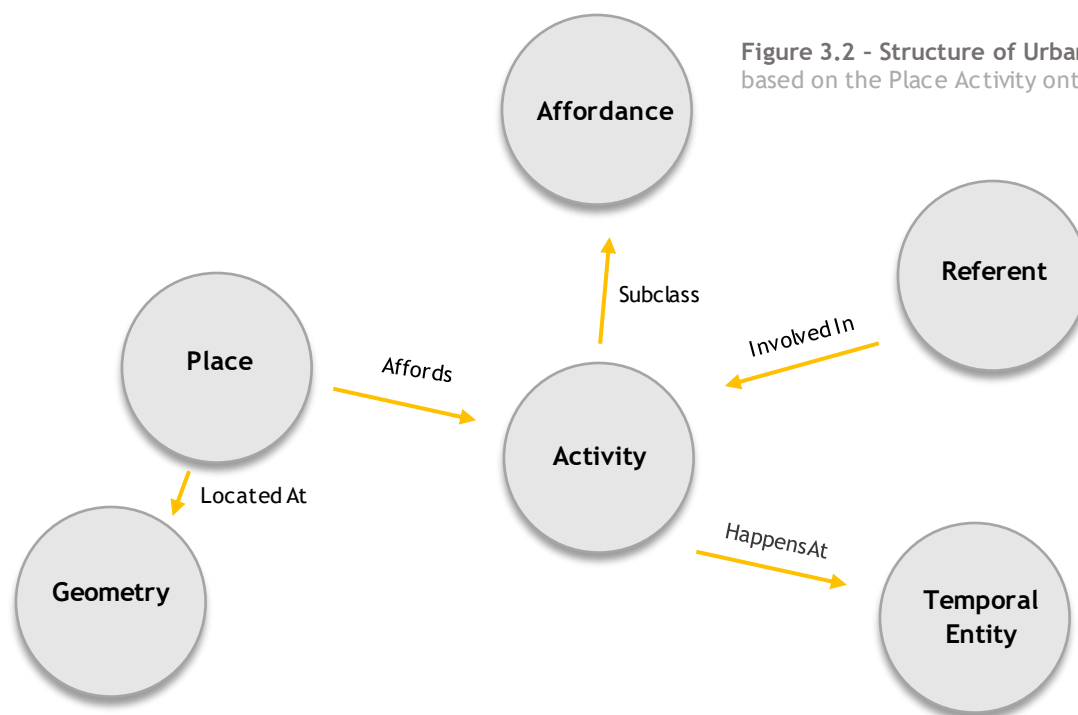 Figure 3.2 - Structure of Urban
based on the Place Activity ont
Affordance
Referent
Subclass
Involved In
Place
Affords
Activity
Located At
HappensAt
Geometry
Temporal
Entity